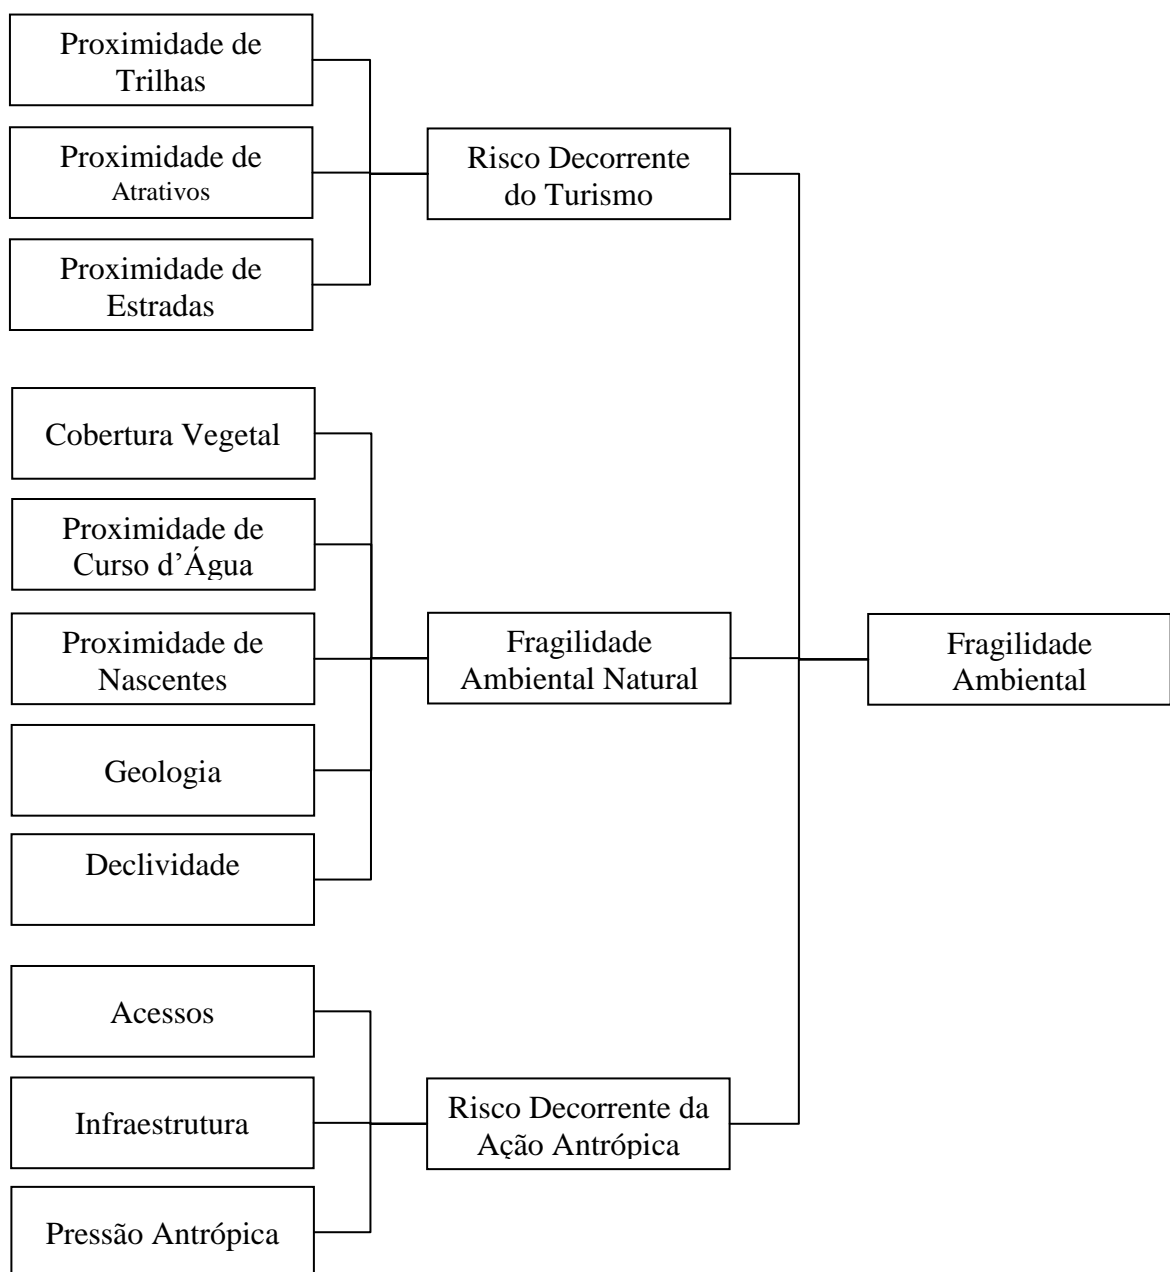 Proximidade de
Trilhas
Proximidade de
Atrativos
Proximidade de
Estradas
Risco Decorrente
do Turismo
Cobertura Vegetal
Proximidade de
Curso d’Água
Proximidade de
Nascentes
Geologia
Declividade
Fragilidade
Ambiental Natural
Fragilidade
Ambiental
Acessos
Infraestrutura
Pressão Antrópica
Risco Decorrente da
Ação Antrópica